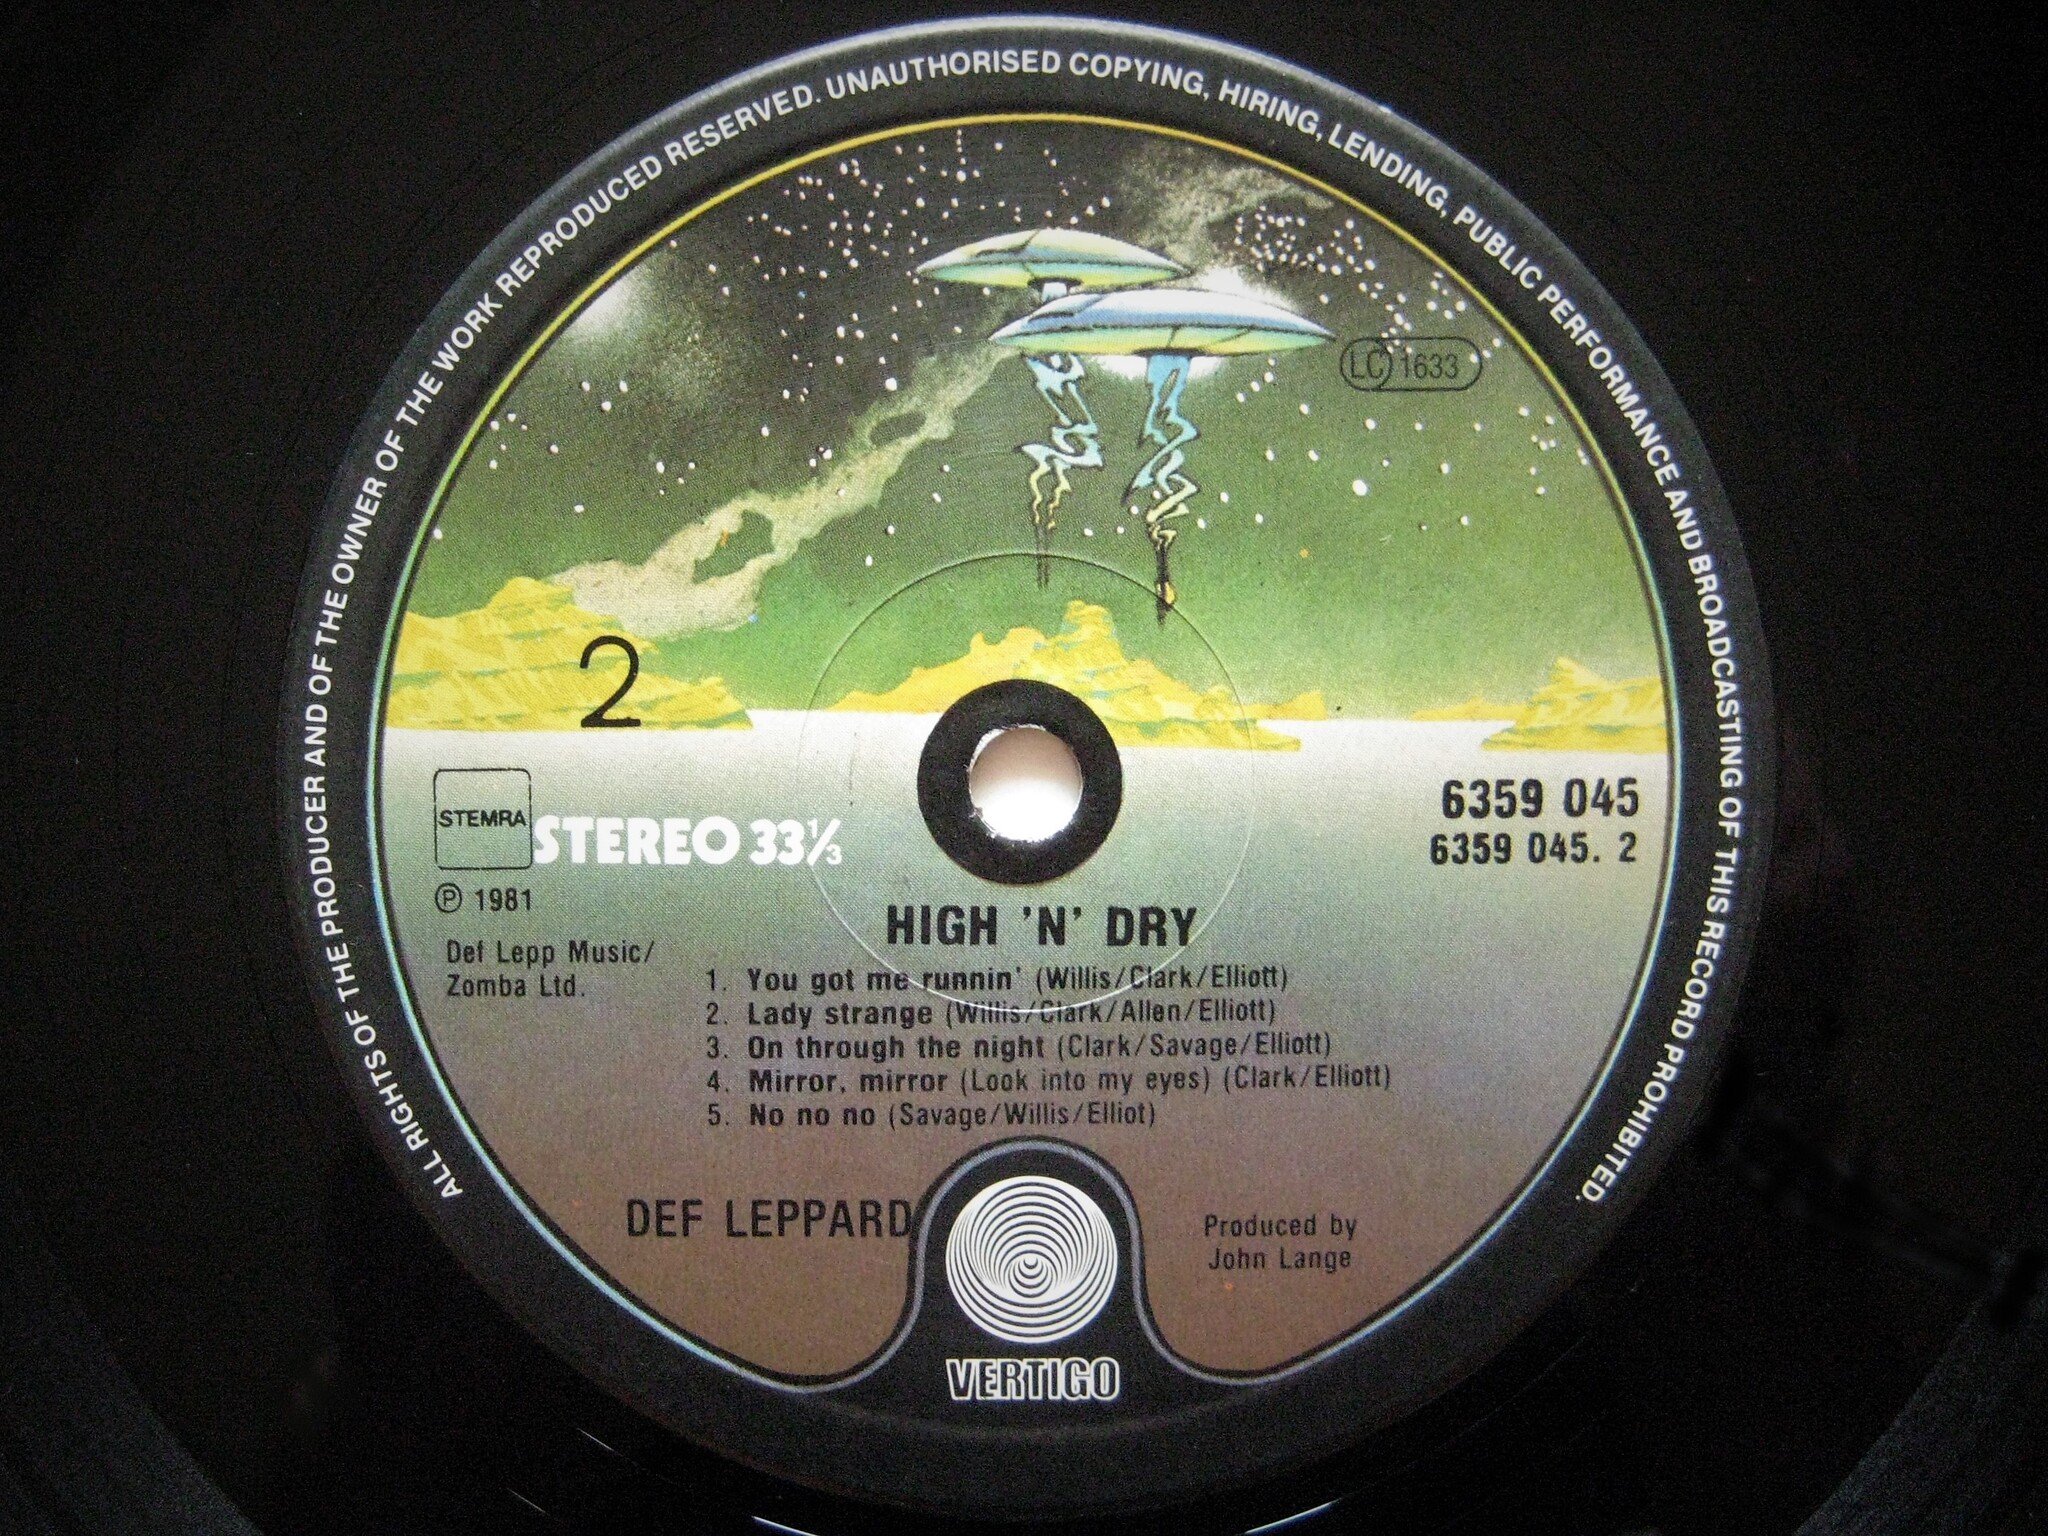 ALL RIGHTS OF THE PRODUCER AND OF THE OWNER OF THE WORK REPRODUCED RESERVED. UNAUTHORISED COPYING, HIRING, LENDING, PUBLIC PERFORMANCE AND BROADCASTING OF THIS RECORD PROHIBITED.
LC 1633
2
STEMRA
STEREO 33⅓
6359 045
6359 045. 2
Ⓟ 1981
Def Lepp Music/
Zomba Ltd.
HIGH 'N' DRY
1. You got me runnin' (Willis/Clark/Elliott)
2. Lady strange (Willis/Clark/Allen/Elliott)
3. On through the night (Clark/Savage/Elliott)
4. Mirror, mirror (Look into my eyes) (Clark/Elliott)
5. No no no (Savage/Willis/Elliot)
DEF LEPPARD
Produced by
John Lange
VERTIGO